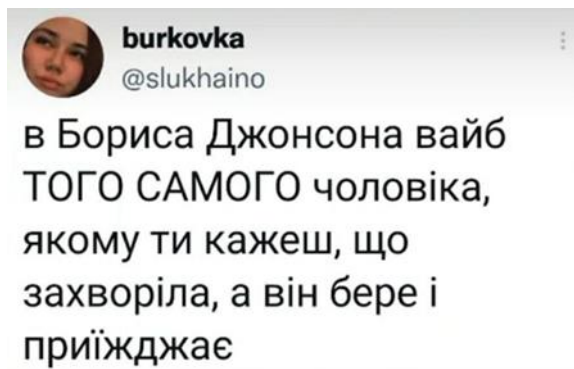 burkovka
@slukhaino
в Бориса Джонсона вайб
ТОГО САМОГО чоловіка,
якому ти кажеш, що
захворіла, а він бере і
приїжджає